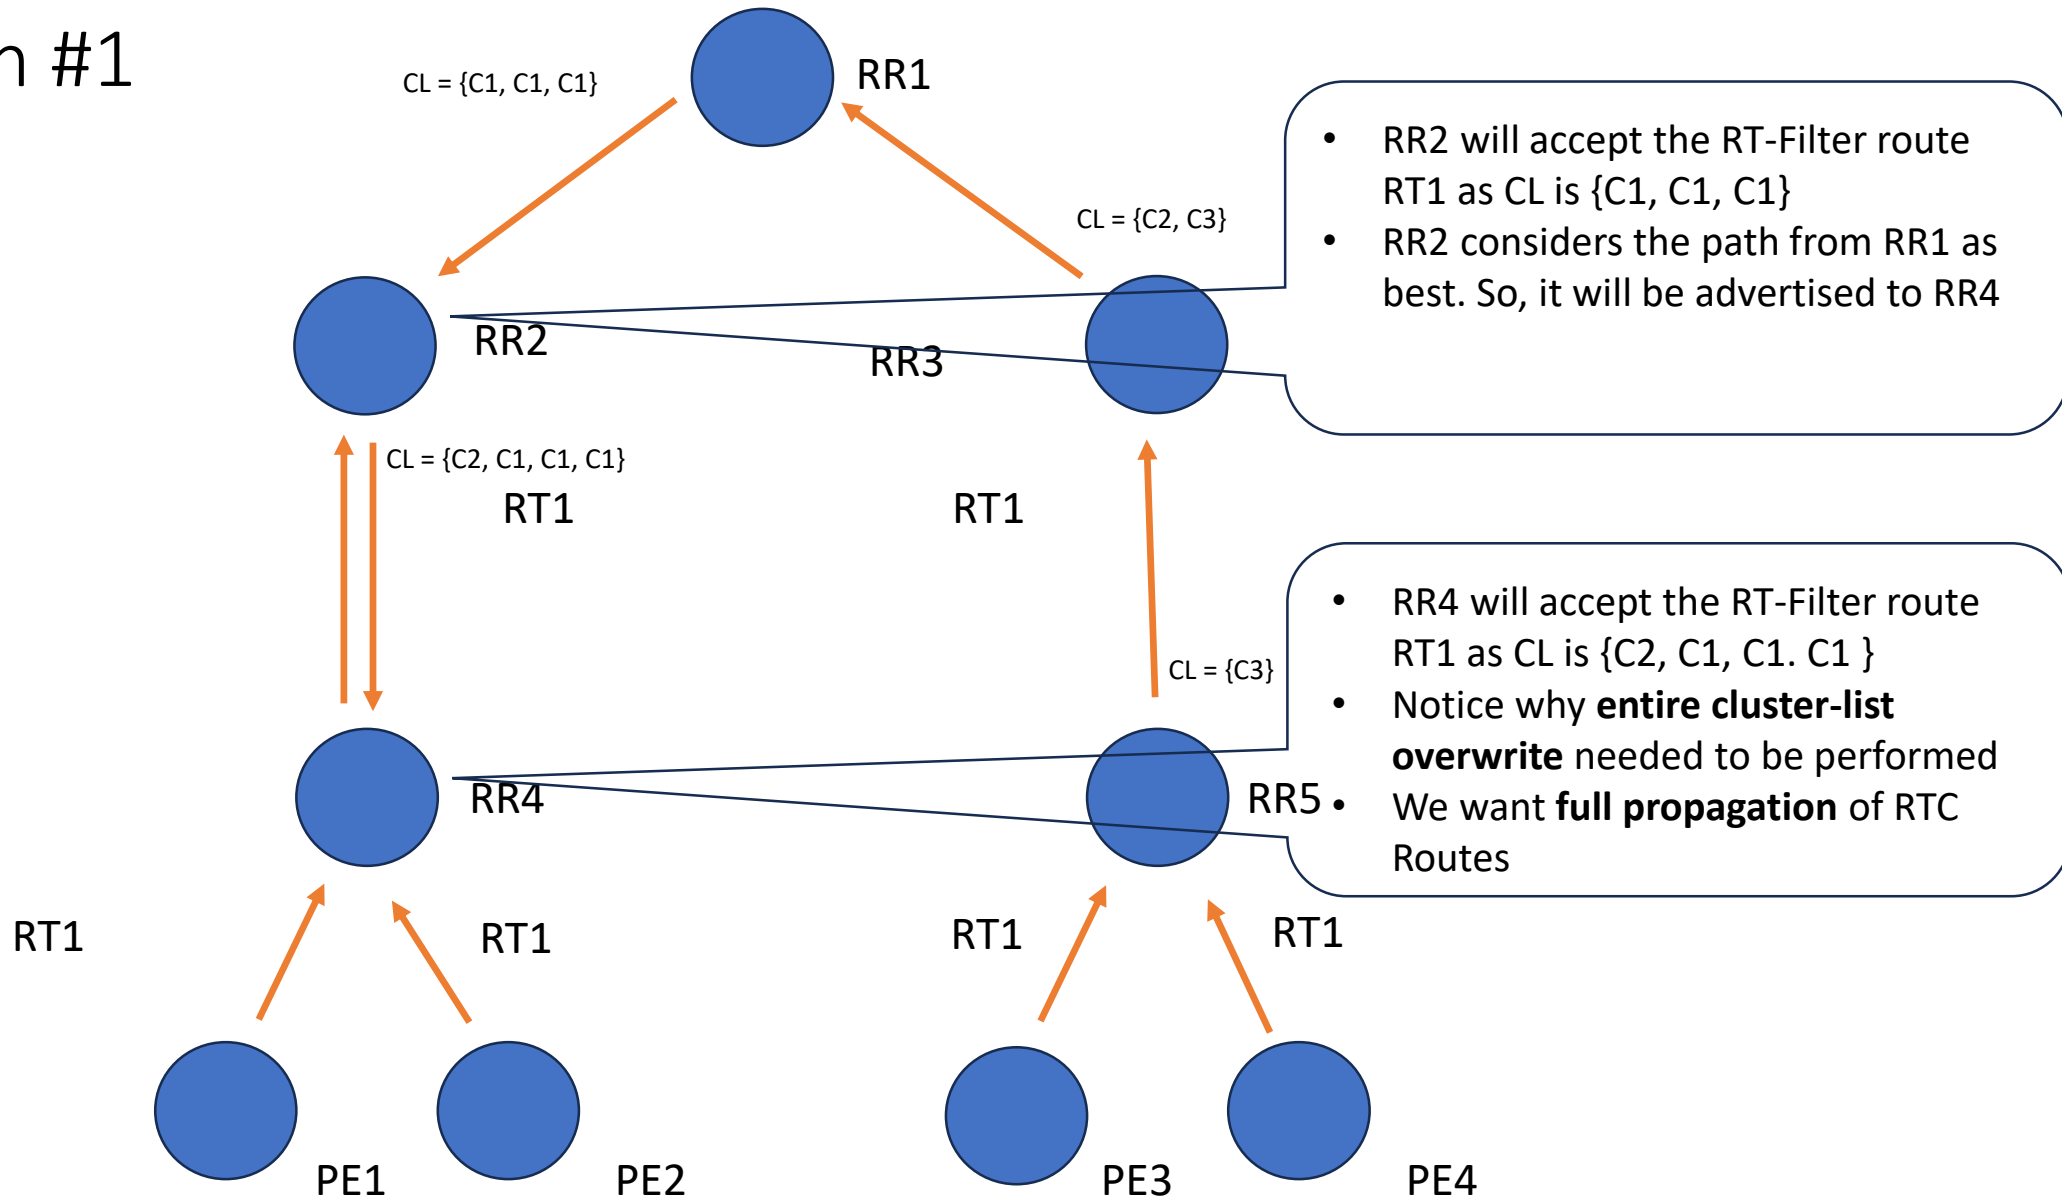 n #1
CL = {C1, C1, C1}
RR1
CL = {C2, C3}
• RR2 will accept the RT-Filter route
RT1 as CL is {C1, C1, C1}
• RR2 considers the path from RR1 as
best. So, it will be advertised to RR4
RR2
RR3
CL = {C2, C1, C1, C1}
RT1
RT1
CL = {C3}
• RR4 will accept the RT-Filter route
RT1 as CL is {C2, C1, C1. C1 }
• Notice why entire cluster-list
overwrite needed to be performed
• We want full propagation of RTC
Routes
RR4
RR5
RT1
RT1
RT1
RT1
PE1
PE2
PE3
PE4